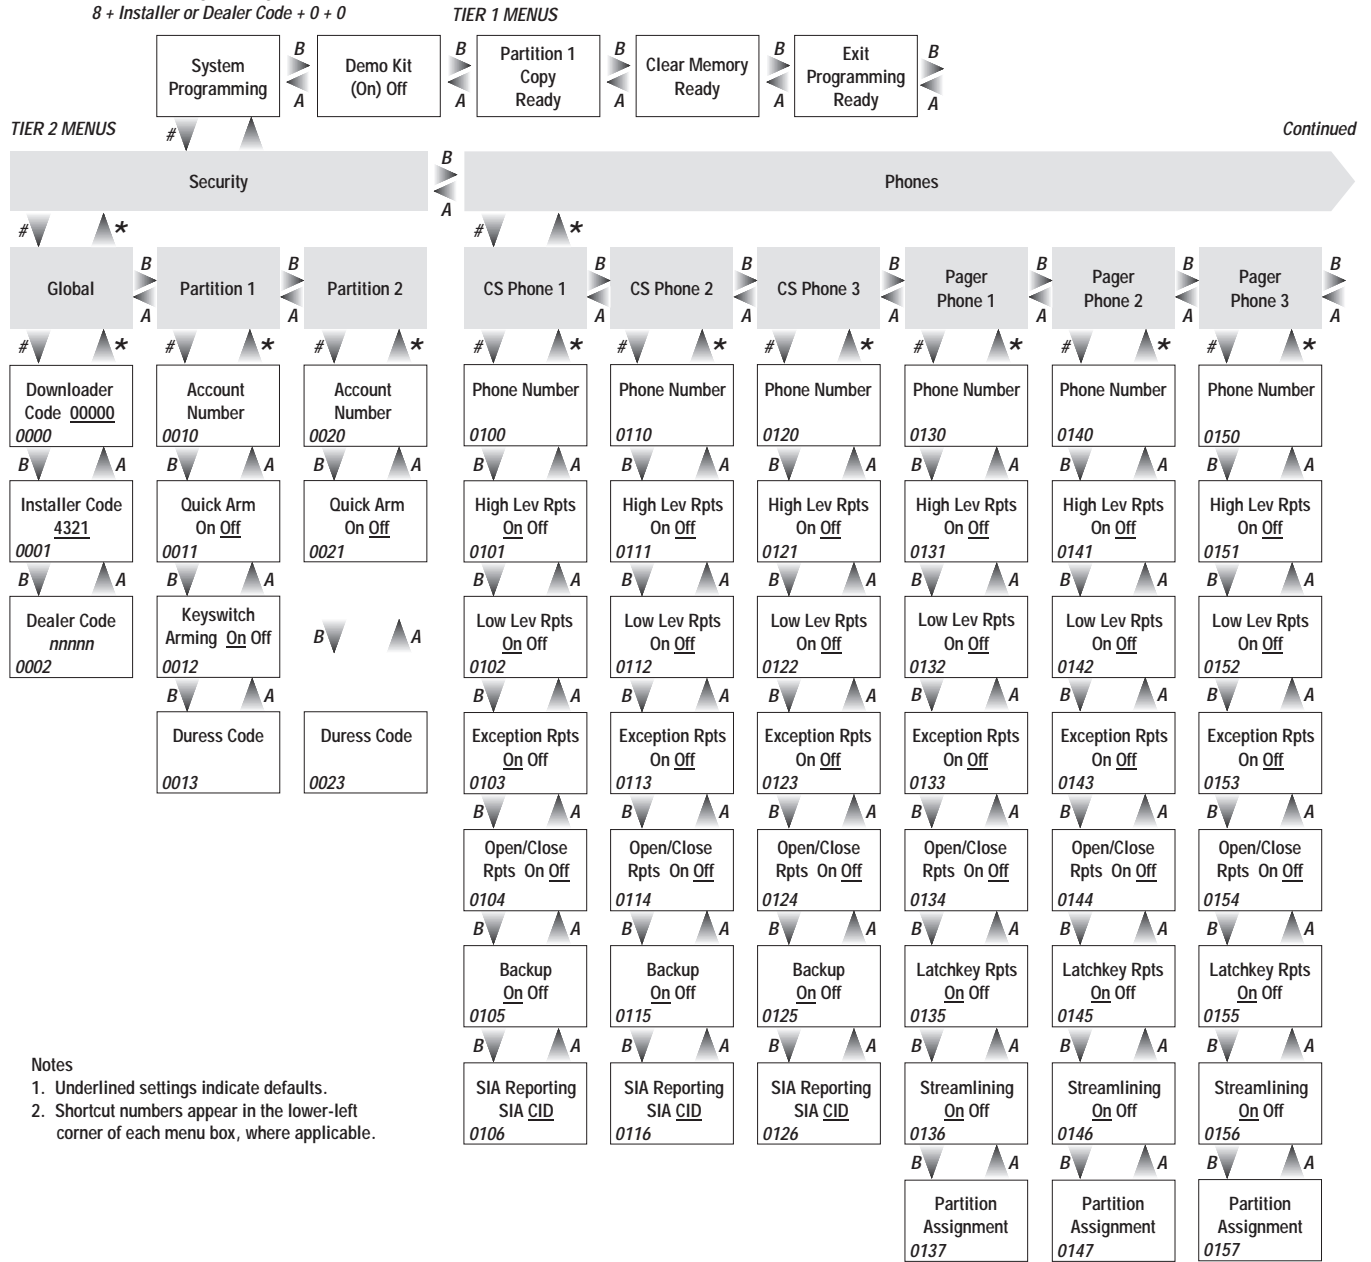 8 + Installer or Dealer Code + 0 + 0
TIER 1 MENUS
System
Programming
B
A
Demo Kit
(On) Off
B
A
Partition 1
Copy
Ready
B
A
Clear Memory
Ready
B
A
Exit
Programming
Ready
B
A
TIER 2 MENUS
#
Continued
Security
B
A
Phones
#
*
#
*
Global
B
A
Partition 1
B
A
Partition 2
CS Phone 1
B
A
CS Phone 2
B
A
CS Phone 3
B
A
Pager
Phone 1
B
A
Pager
Phone 2
B
A
Pager
Phone 3
B
A
# * # * # *
# * # * # * # * # * # *
Downloader
Code 00000
0000
Account
Number
0010
Account
Number
0020
Phone Number
0100
Phone Number
0110
Phone Number
0120
Phone Number
0130
Phone Number
0140
Phone Number
0150
B A B A B A B A B A B A B A B A B A
Installer Code
4321
0001
Quick Arm
On Off
0011
Quick Arm
On Off
0021
High Lev Rpts
On Off
0101
High Lev Rpts
On Off
0111
High Lev Rpts
On Off
0121
High Lev Rpts
On Off
0131
High Lev Rpts
On Off
0141
High Lev Rpts
On Off
0151
B A B A B A B A B A B A B A B A
Dealer Code
nnnnn
0002
Keyswitch
Arming On Off
0012
B A
Low Lev Rpts
On Off
0102
Low Lev Rpts
On Off
0112
Low Lev Rpts
On Off
0122
Low Lev Rpts
On Off
0132
Low Lev Rpts
On Off
0142
Low Lev Rpts
On Off
0152
B A B A B A B A B A B A B A
Duress Code
0013
Duress Code
0023
Exception Rpts
On Off
0103
Exception Rpts
On Off
0113
Exception Rpts
On Off
0123
Exception Rpts
On Off
0133
Exception Rpts
On Off
0143
Exception Rpts
On Off
0153
B A B A B A B A B A B A
Open/Close
Rpts On Off
0104
Open/Close
Rpts On Off
0114
Open/Close
Rpts On Off
0124
Open/Close
Rpts On Off
0134
Open/Close
Rpts On Off
0144
Open/Close
Rpts On Off
0154
B A B A B A B A B A B A
Backup
On Off
0105
Backup
On Off
0115
Backup
On Off
0125
Latchkey Rpts
On Off
0135
Latchkey Rpts
On Off
0145
Latchkey Rpts
On Off
0155
B A B A B A B A B A B A
SIA Reporting
SIA CID
0106
SIA Reporting
SIA CID
0116
SIA Reporting
SIA CID
0126
Streamlining
On Off
0136
Streamlining
On Off
0146
Streamlining
On Off
0156
B A B A B A
Partition
Assignment
0137
Partition
Assignment
0147
Partition
Assignment
0157
Notes
1. Underlined settings indicate defaults.
2. Shortcut numbers appear in the lower-left
corner of each menu box, where applicable.